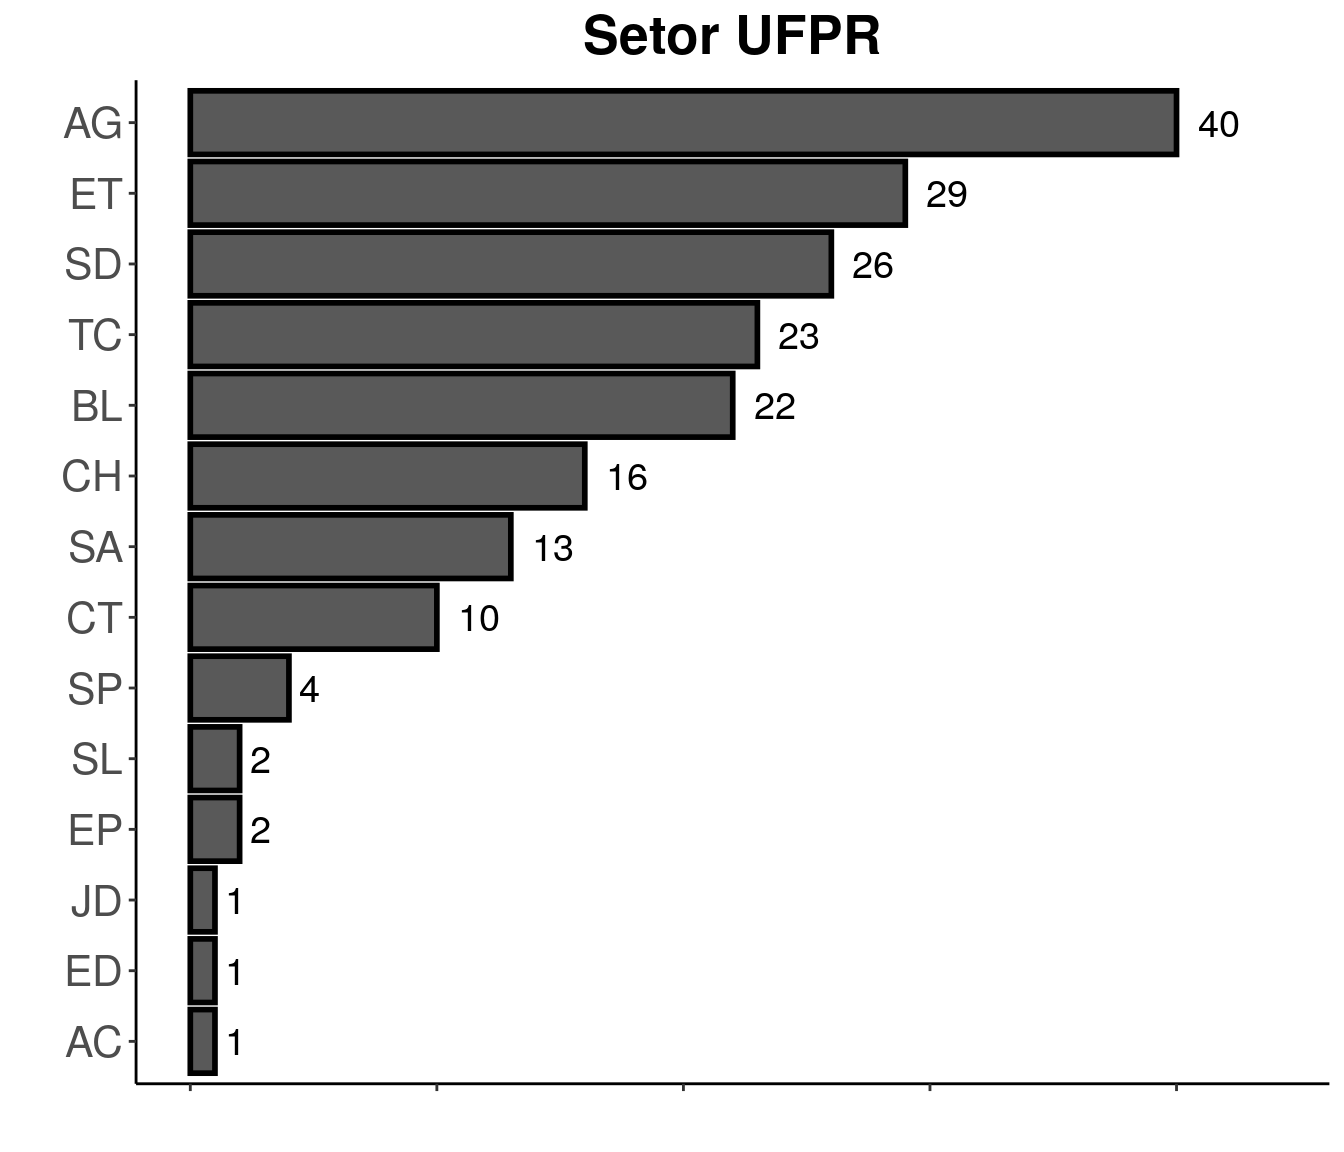 Setor UFPR
AG 40
ET 29
SD 26
TC 23
BL 22
CH 16
SA 13
CT 10
SP 4
SL 2
EP 2
JD 1
ED 1
AC 1